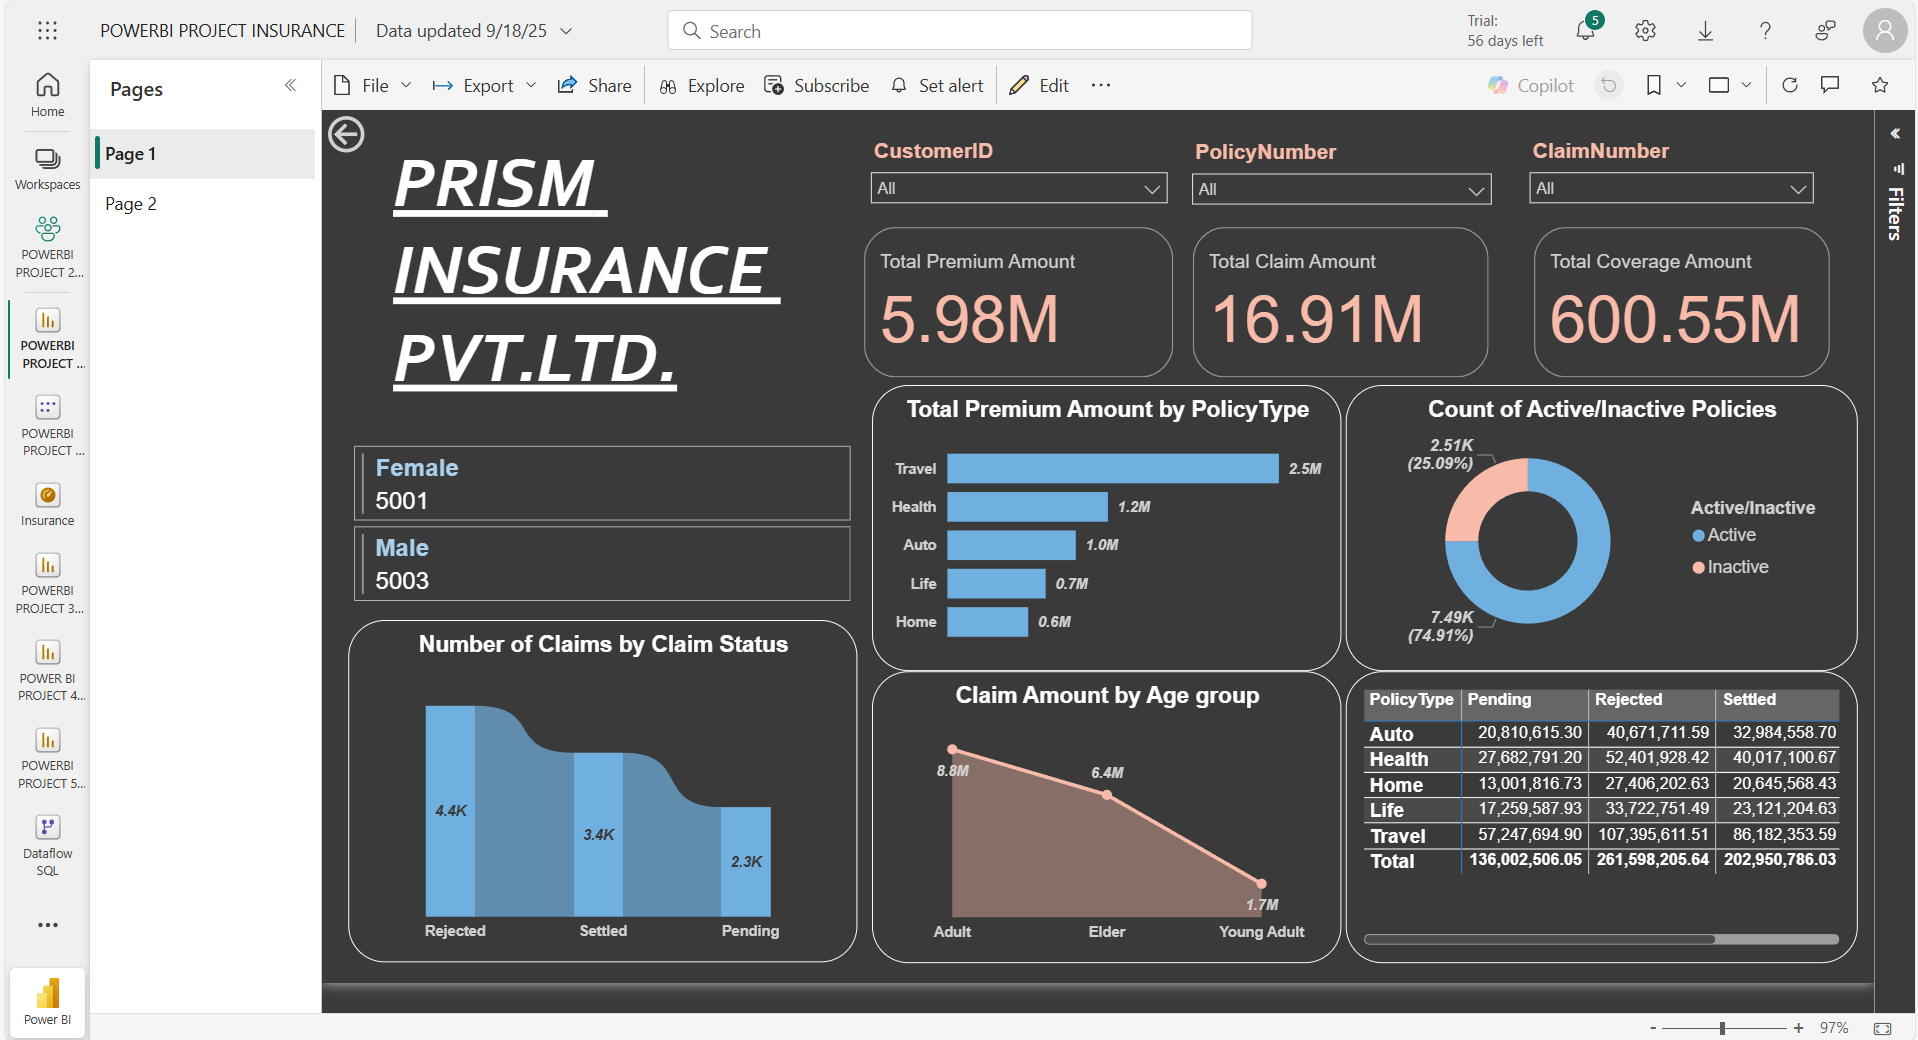 POWERBI PROJECT INSURANCE
Data updated 9/18/25
Search
Trial:
56 days left
5
Home
Workspaces
POWERBI
PROJECT 2...
POWERBI
PROJECT ...
POWERBI
PROJECT ...
Insurance
POWERBI
PROJECT 3...
POWER BI
PROJECT 4...
POWERBI
PROJECT 5...
Dataflow
SQL
Power BI
Pages
Page 1
Page 2
File
Export
Share
Explore
Subscribe
Set alert
Edit
Copilot
Filters
PRISM
INSURANCE
PVT.LTD.
CustomerID
All
PolicyNumber
All
ClaimNumber
All
Total Premium Amount
5.98M
Total Claim Amount
16.91M
Total Coverage Amount
600.55M
Female
5001
Male
5003
Total Premium Amount by PolicyType
Travel 2.5M
Health 1.2M
Auto 1.0M
Life 0.7M
Home 0.6M
Count of Active/Inactive Policies
2.51K
(25.09%)
7.49K
(74.91%)
Active/Inactive
Active
Inactive
Number of Claims by Claim Status
4.4K
3.4K
2.3K
Rejected Settled Pending
Claim Amount by Age group
8.8M
6.4M
1.7M
Adult Elder Young Adult
PolicyType Pending Rejected Settled
Auto 20,810,615.30 40,671,711.59 32,984,558.70
Health 27,682,791.20 52,401,928.42 40,017,100.67
Home 13,001,816.73 27,406,202.63 20,645,568.43
Life 17,259,587.93 33,722,751.49 23,121,204.63
Travel 57,247,694.90 107,395,611.51 86,182,353.59
Total 136,002,506.05 261,598,205.64 202,950,786.03
- + 97%